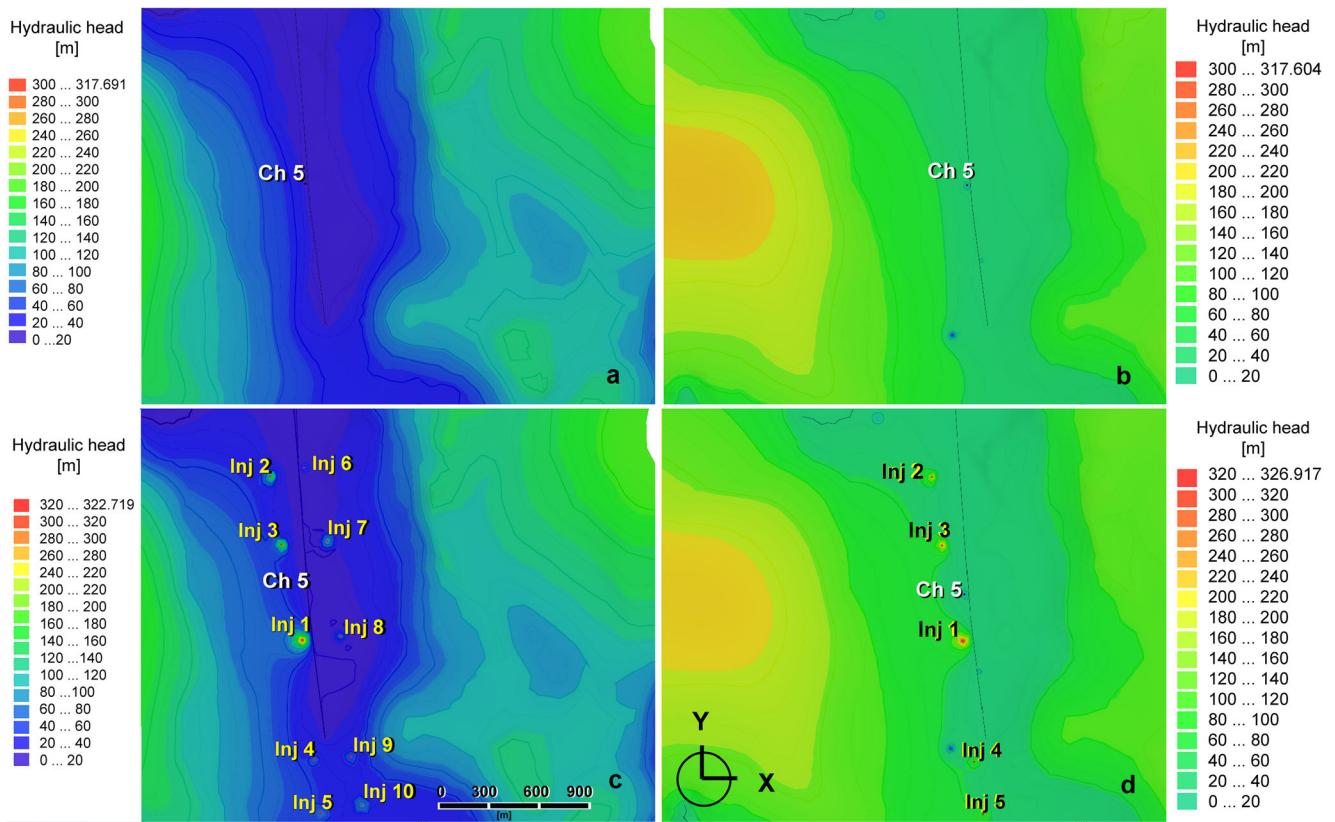 Hydraulic head
[m]
300 ... 317.691
280 ... 300
260 ... 280
240 ... 260
220 ... 240
200 ... 220
180 ... 200
160 ... 180
140 ... 160
120 ... 140
100 ... 120
80 ... 100
60 ... 80
40 ... 60
20 ... 40
0 ...20
Ch 5
a
Ch 5
b
Hydraulic head
[m]
300 ... 317.604
280 ... 300
260 ... 280
240 ... 260
220 ... 240
200 ... 220
180 ... 200
160 ... 180
140 ... 160
120 ... 140
100 ... 120
80 ... 100
60 ... 80
40 ... 60
20 ... 40
0 ... 20
Hydraulic head
[m]
320 ... 322.719
300 ... 320
280 ... 300
260 ... 280
240 ... 260
220 ... 240
200 ... 220
180 ... 200
160 ... 180
140 ... 160
120 ... 140
100 ... 120
80 ...100
60 ... 80
40 ... 60
20 ... 40
0 ... 20
Inj 2
Inj 6
Inj 3
Inj 7
Ch 5
Inj 1
Inj 8
Inj 4
Inj 9
Inj 5
Inj 10
0 300 600 900
[m]
c
Inj 2
Inj 3
Ch 5
Inj 1
Y
X
Inj 4
Inj 5
d
Hydraulic head
[m]
320 ... 326.917
300 ... 320
280 ... 300
260 ... 280
240 ... 260
220 ... 240
200 ... 220
180 ... 200
160 ... 180
140 ... 160
120 ... 140
100 ... 120
80 ... 100
60 ... 80
40 ... 60
20 ... 40
0 ... 20